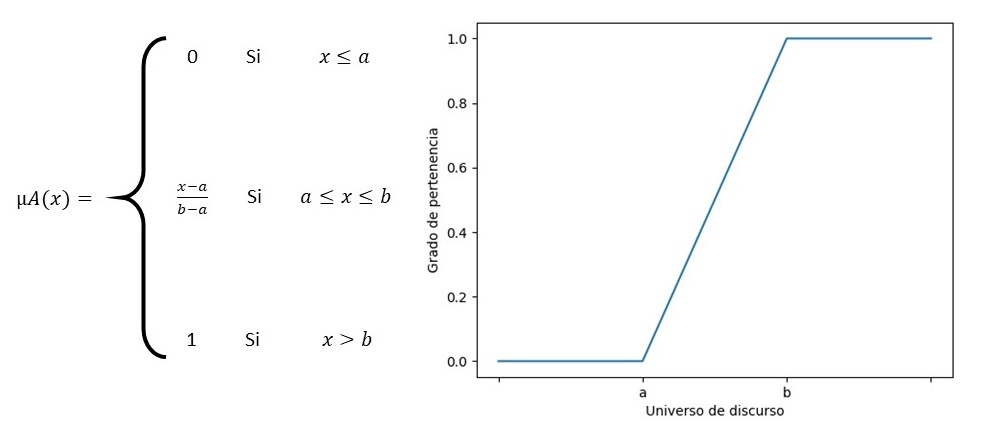 0 Si x ≤ a
μA(x) = x−a/b−a Si a ≤ x ≤ b
1 Si x > b
1.0
0.8
0.6
0.4
0.2
0.0
Grado de pertenencia
a b
Universo de discurso